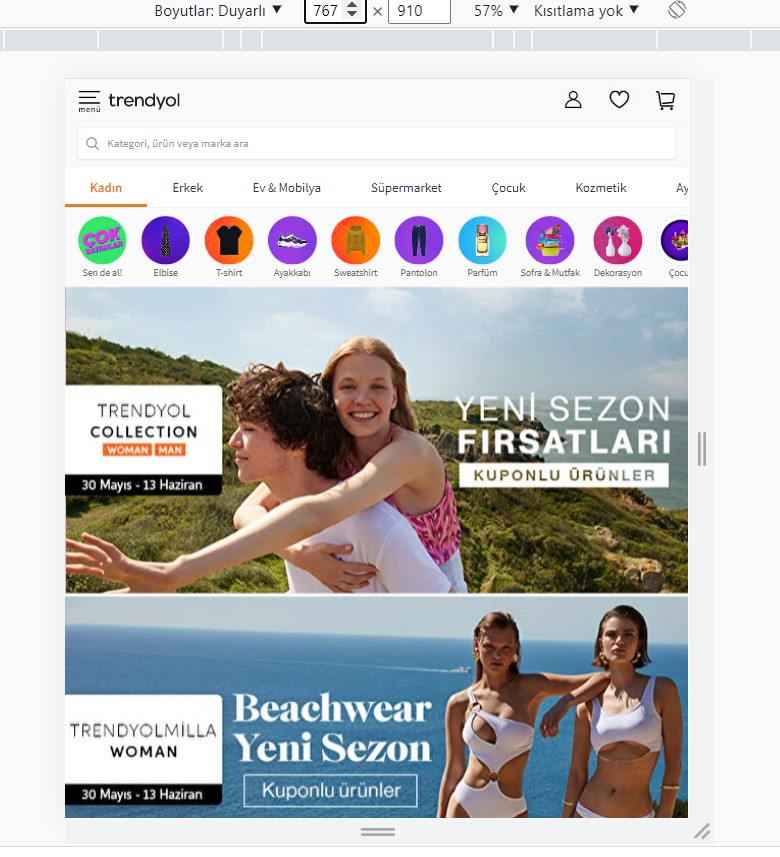 Boyutlar: Duyarlı ▼ 767 × 910 57% ▼ Kısıtlama yok ▼
menü trendyol
Kategori, ürün veya marka ara
Kadın Erkek Ev & Mobilya Süpermarket Çocuk Kozmetik Ay
ÇOK SATANLAR
Sen de al! Elbise T-shirt Ayakkabı Sweatshirt Pantolon Parfüm Sofra & Mutfak Dekorasyon Çocu
TRENDYOL
COLLECTION
WOMAN MAN
30 Mayıs - 13 Haziran
YENİ SEZON
FIRSATLARI
KUPONLU ÜRÜNLER
TRENDYOLMİLLA
WOMAN
30 Mayıs - 13 Haziran
Beachwear
Yeni Sezon
Kuponlu ürünler